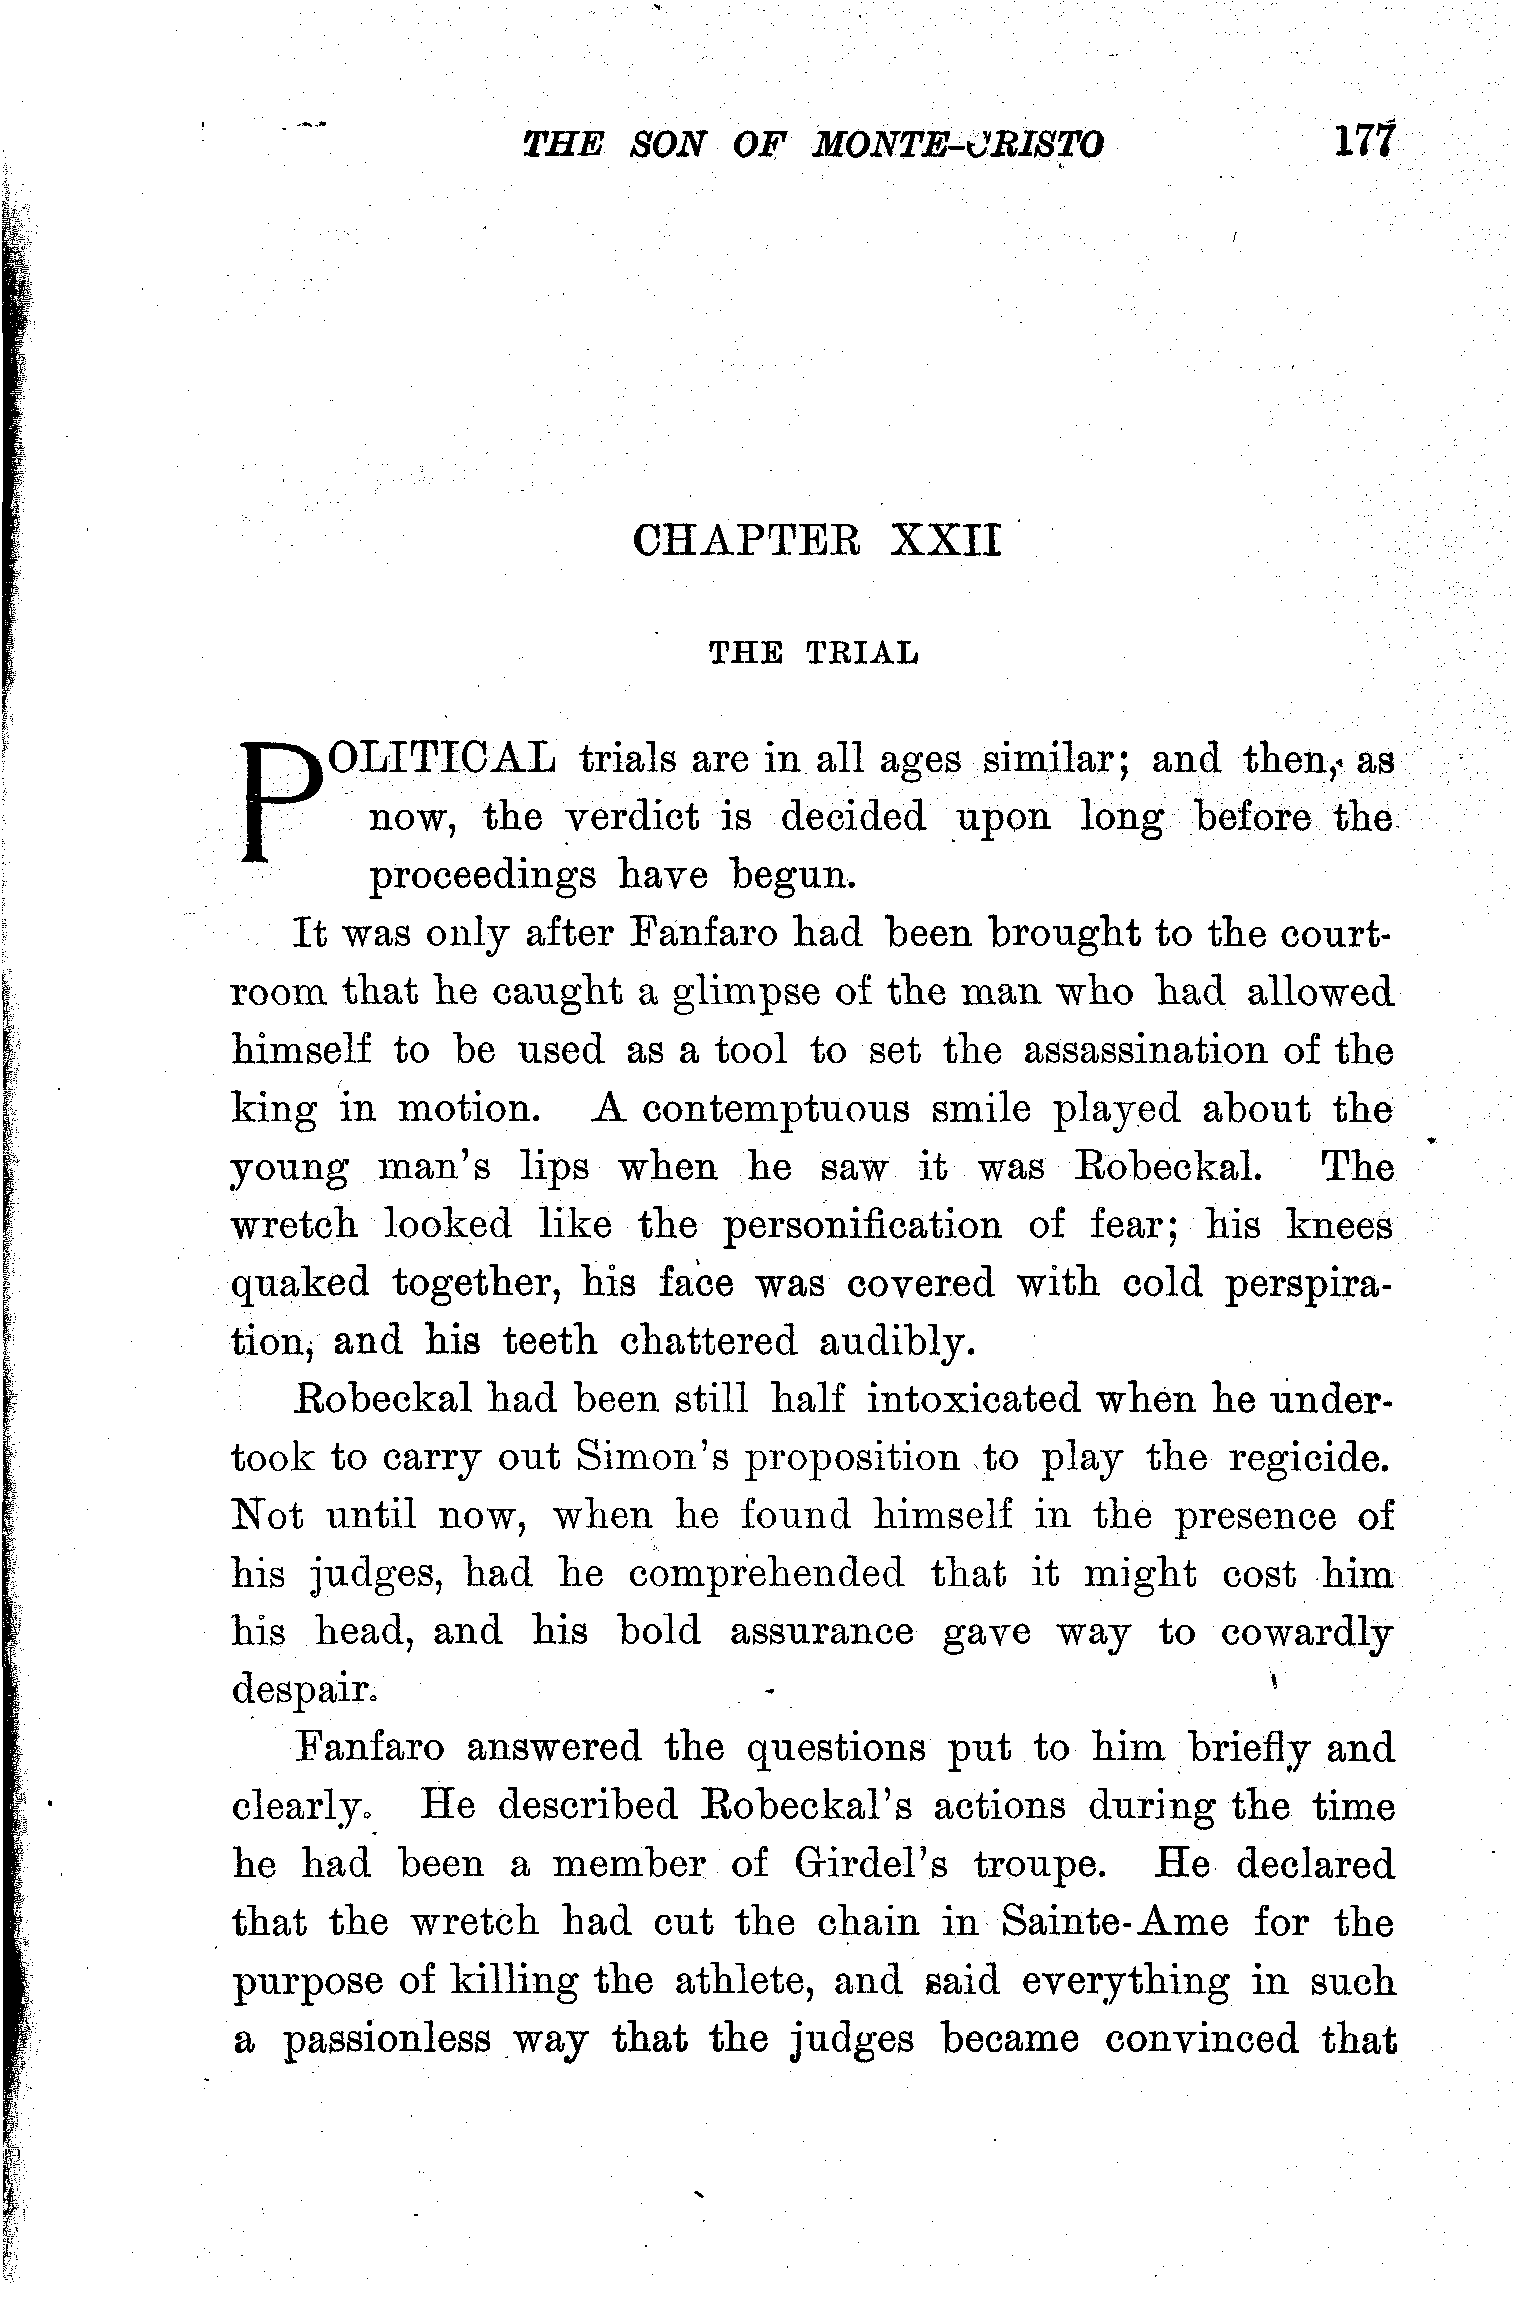 THE SON OF MONTE-CRISTO 177
CHAPTER XXII
THE TRIAL
POLITICAL trials are in all ages similar; and then, as
now, the verdict is decided upon long before the
proceedings have begun.
It was only after Fanfaro had been brought to the court-
room that he caught a glimpse of the man who had allowed
himself to be used as a tool to set the assassination of the
king in motion. A contemptuous smile played about the
young man's lips when he saw it was Robeckal. The
wretch looked like the personification of fear; his knees
quaked together, his face was covered with cold perspira-
tion, and his teeth chattered audibly.
Robeckal had been still half intoxicated when he under-
took to carry out Simon's proposition to play the regicide.
Not until now, when he found himself in the presence of
his judges, had he comprehended that it might cost him
his head, and his bold assurance gave way to cowardly
despair.
Fanfaro answered the questions put to him briefly and
clearly. He described Robeckal's actions during the time
he had been a member of Girdel's troupe. He declared
that the wretch had cut the chain in Sainte-Ame for the
purpose of killing the athlete, and said everything in such
a passionless way that the judges became convinced that